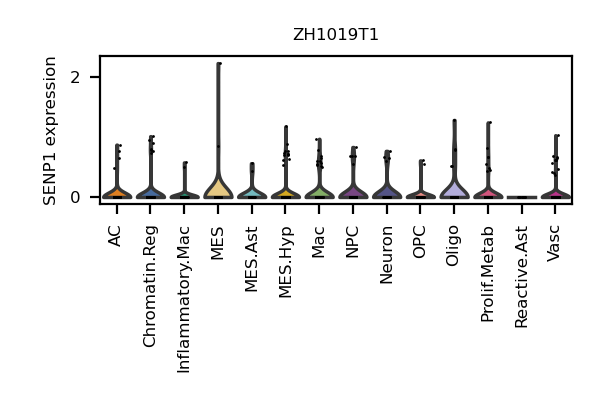 ZH1019T1
SENP1 expression
2
0
AC
Chromatin.Reg
Inflammatory.Mac
MES
MES.Ast
MES.Hyp
Mac
NPC
Neuron
OPC
Oligo
Prolif.Metab
Reactive.Ast
Vasc